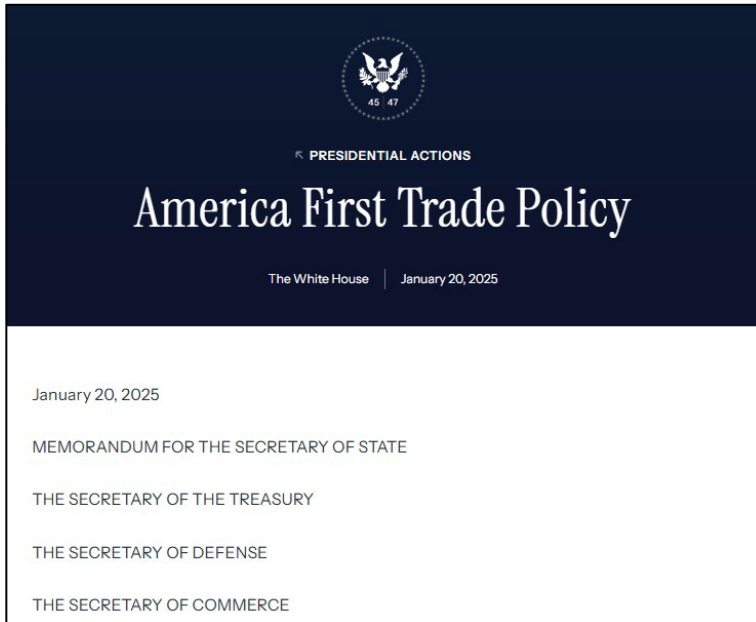 45 | 47
PRESIDENTIAL ACTIONS
America First Trade Policy
The White House | January 20, 2025
January 20, 2025
MEMORANDUM FOR THE SECRETARY OF STATE
THE SECRETARY OF THE TREASURY
THE SECRETARY OF DEFENSE
THE SECRETARY OF COMMERCE